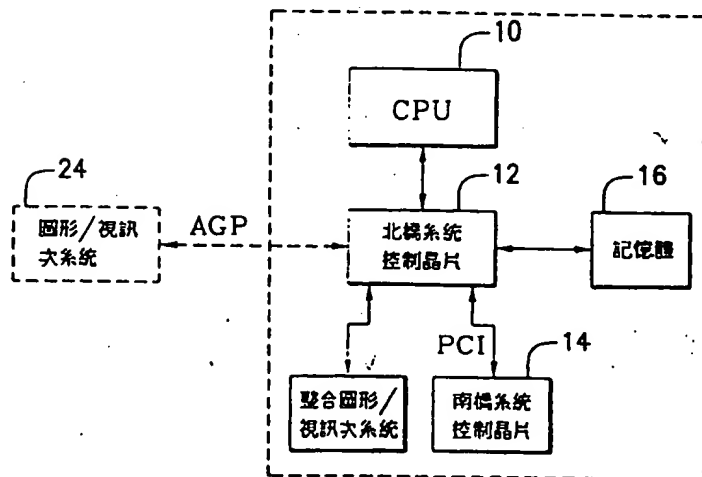 10
CPU
24
圖形/視訊
次系統
AGP
12
北橋系統
控制晶片
16
記憶體
PCI
14
整合圖形/
視訊次系統
南橋系統
控制晶片